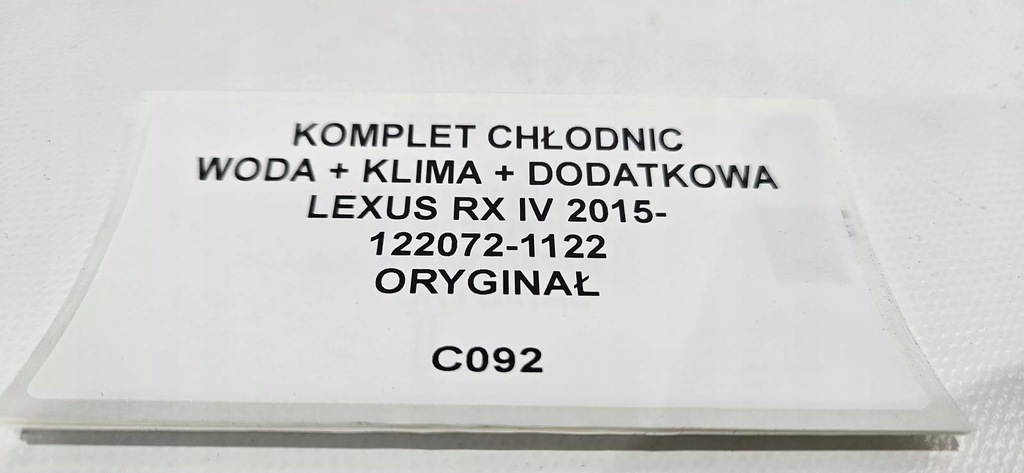 KOMPLET CHŁODNIC
WODA + KLIMA + DODATKOWA
LEXUS RX IV 2015-
122072-1122
ORYGINAŁ
C092